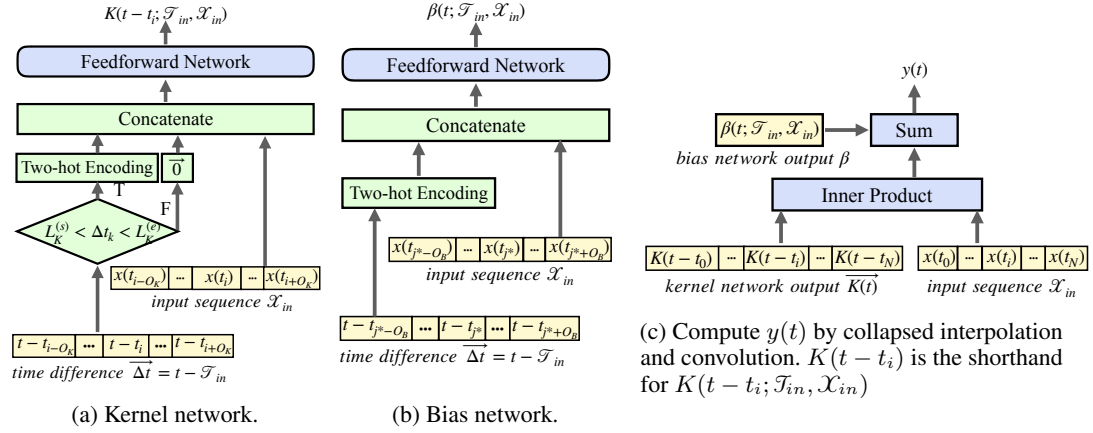 K(t − t_i; 𝒯_in, 𝒳_in)
Feedforward Network
Concatenate
Two-hot Encoding
0⃗
T
F
L_K^(s) < Δt_k < L_K^(e)
x(t_{i−O_K}) ... x(t_i) ... x(t_{i+O_K})
input sequence 𝒳_in
t − t_{i−O_K} ... t − t_i ... t − t_{i+O_K}
time difference Δt⃗ = t − 𝒯_in
(a) Kernel network.
β(t; 𝒯_in, 𝒳_in)
Feedforward Network
Concatenate
Two-hot Encoding
x(t_{j*−O_B}) ... x(t_{j*}) ... x(t_{j*+O_B})
input sequence 𝒳_in
t − t_{j*−O_B} ... t − t_{j*} ... t − t_{j*+O_B}
time difference Δt⃗ = t − 𝒯_in
(b) Bias network.
y(t)
β(t; 𝒯_in, 𝒳_in)
Sum
bias network output β
Inner Product
K(t − t_0) ... K(t − t_i) ... K(t − t_N)
x(t_0) ... x(t_i) ... x(t_N)
kernel network output K(t)⃗
input sequence 𝒳_in
(c) Compute y(t) by collapsed interpolation
and convolution. K(t − t_i) is the shorthand
for K(t − t_i; 𝒯_in, 𝒳_in)